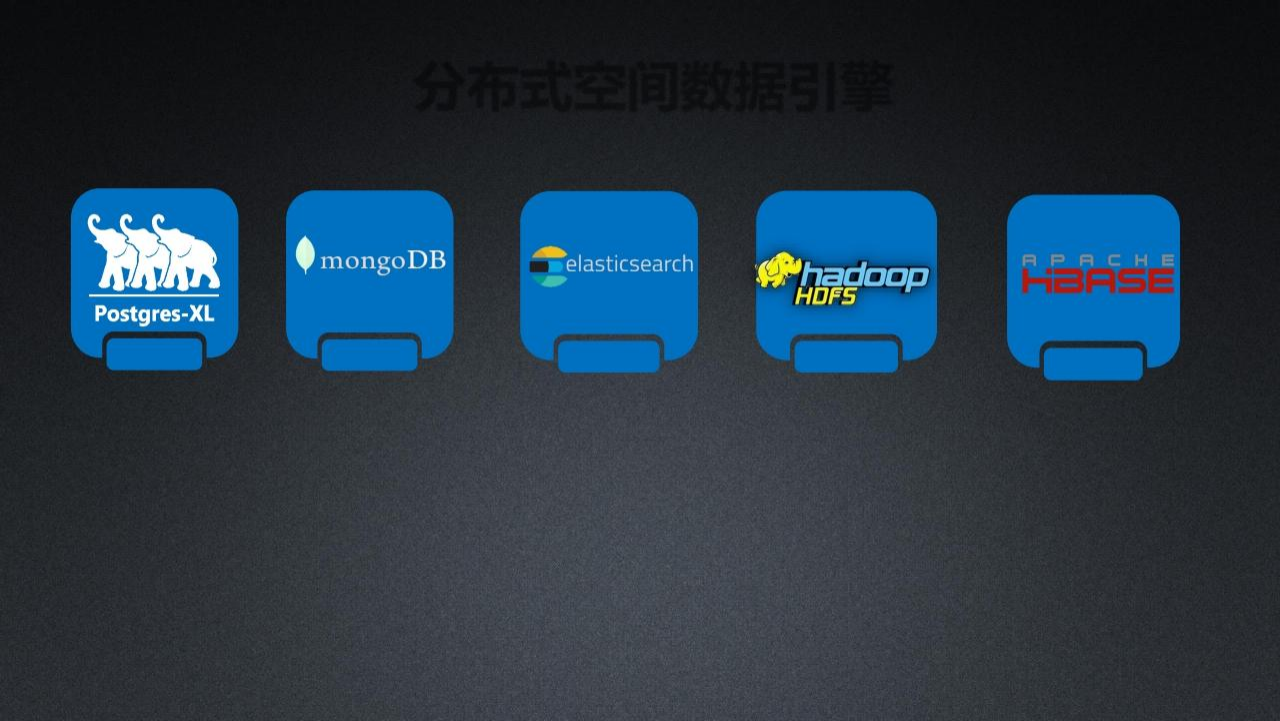 分布式空间数据引擎
Postgres-XL
mongoDB
elasticsearch
hadoop
HDFS
APACHE
HBASE